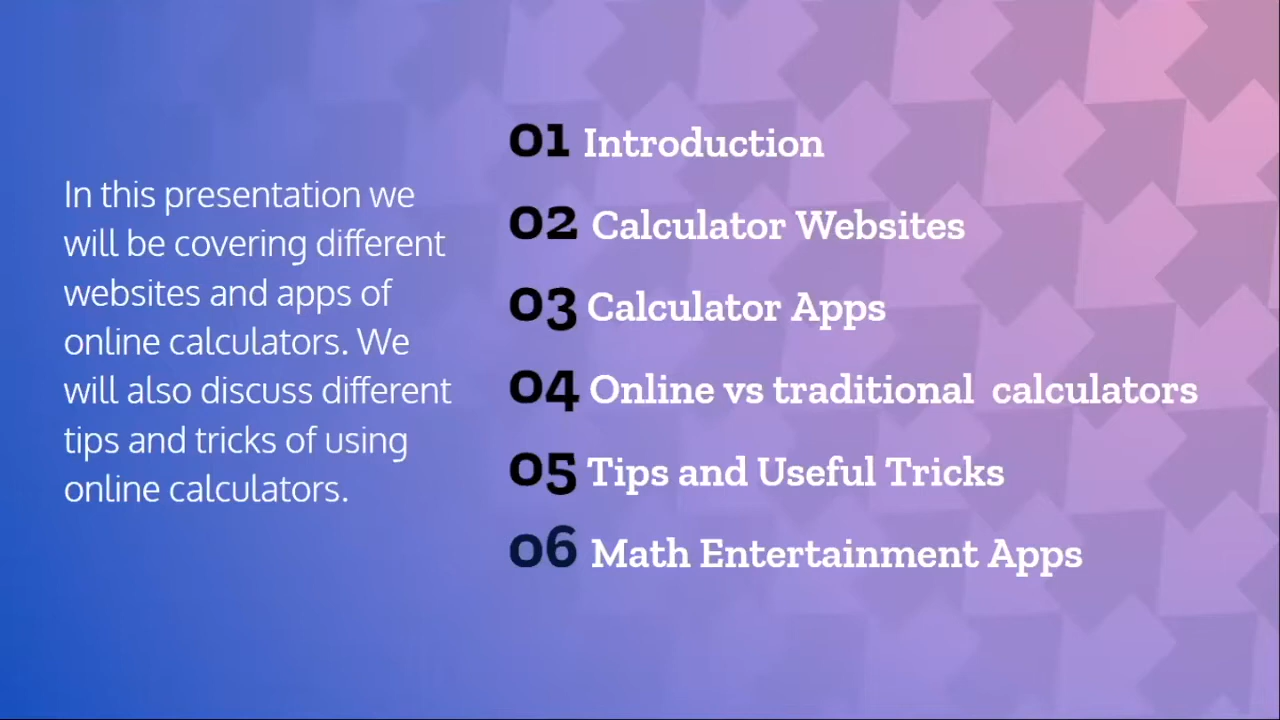 In this presentation we
will be covering different
websites and apps of
online calculators. We
will also discuss different
tips and tricks of using
online calculators.
01 Introduction
02 Calculator Websites
03 Calculator Apps
04 Online vs traditional  calculators
05 Tips and Useful Tricks
06 Math Entertainment Apps